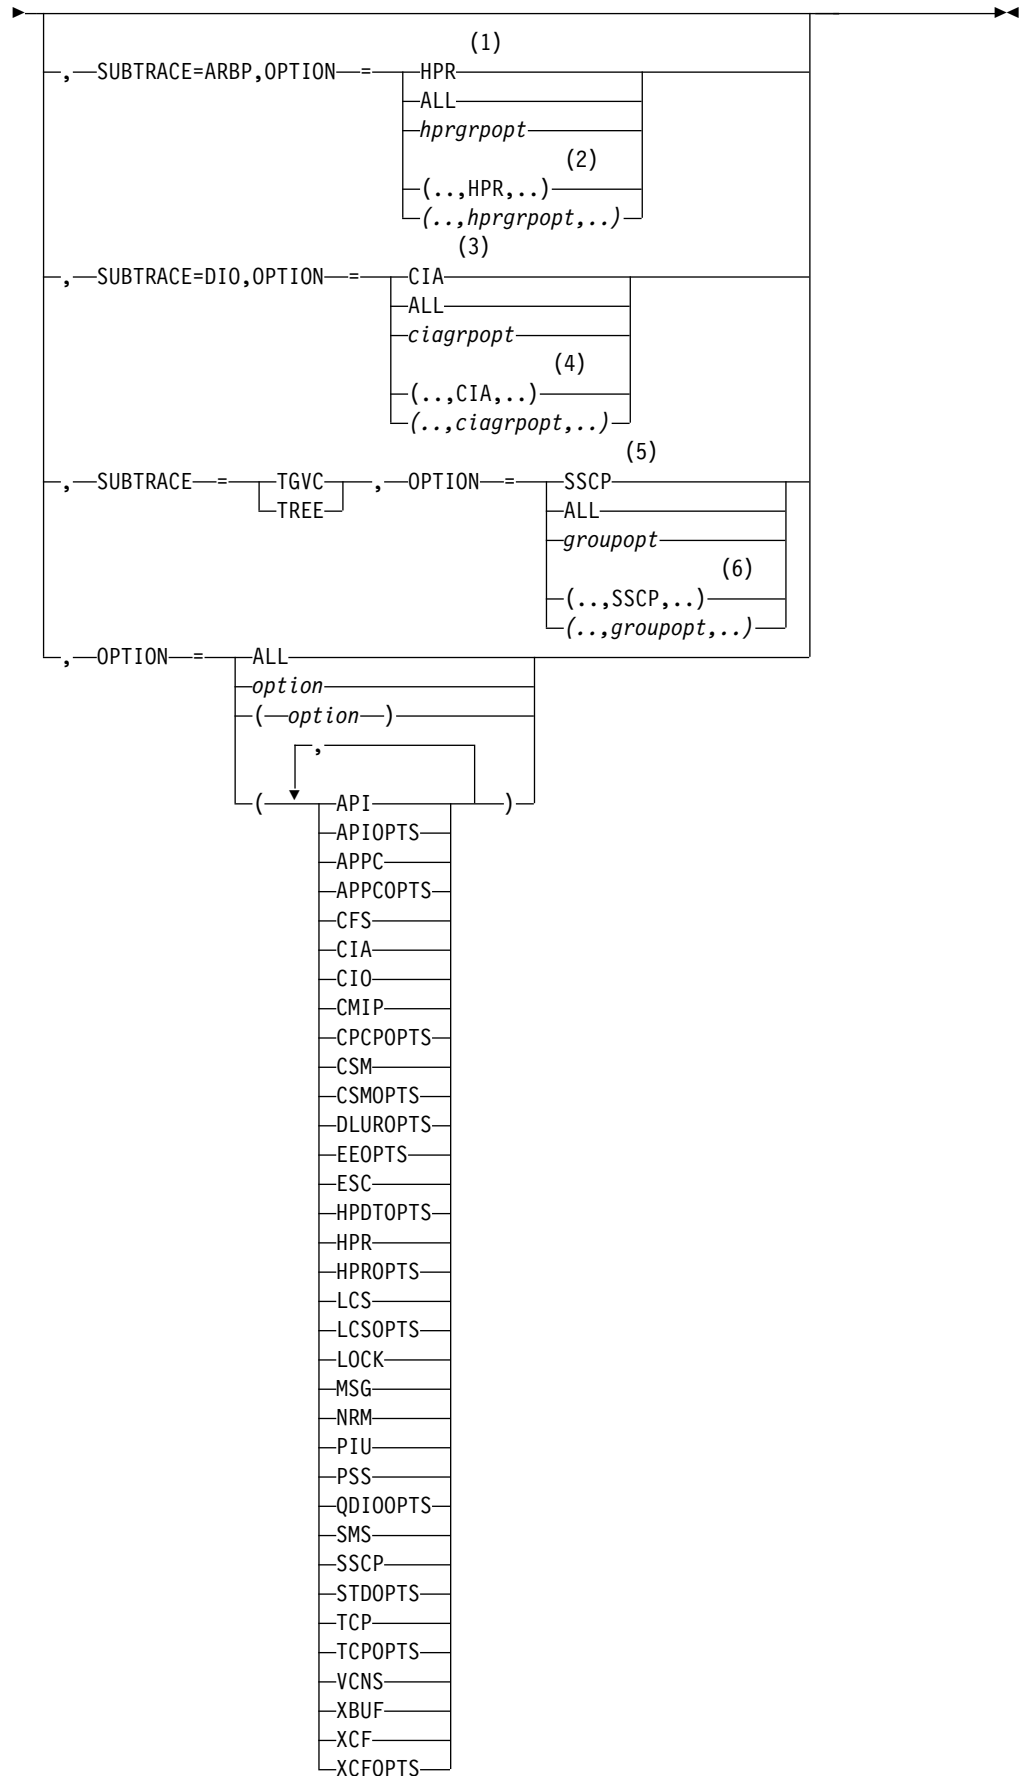 (1)
,SUBTRACE=ARBP,OPTION=HPR
ALL
hprgrpopt
(2)
(..,HPR,..)
(..,hprgrpopt,..)
(3)
,SUBTRACE=DIO,OPTION=CIA
ALL
ciagrpopt
(4)
(..,CIA,..)
(..,ciagrpopt,..)
(5)
,SUBTRACE=TGVC,OPTION=SSCP
TREE ALL
groupopt
(6)
(..,SSCP,..)
(..,groupopt,..)
,OPTION=ALL
option
(option)
,
(API)
APIOPTS
APPC
APPCOPTS
CFS
CIA
CIO
CMIP
CPCPOPTS
CSM
CSMOPTS
DLUROPTS
EEOPTS
ESC
HPDTOPTS
HPR
HPROPTS
LCS
LCSOPTS
LOCK
MSG
NRM
PIU
PSS
QDIOOPTS
SMS
SSCP
STDOPTS
TCP
TCPOPTS
VCNS
XBUF
XCF
XCFOPTS